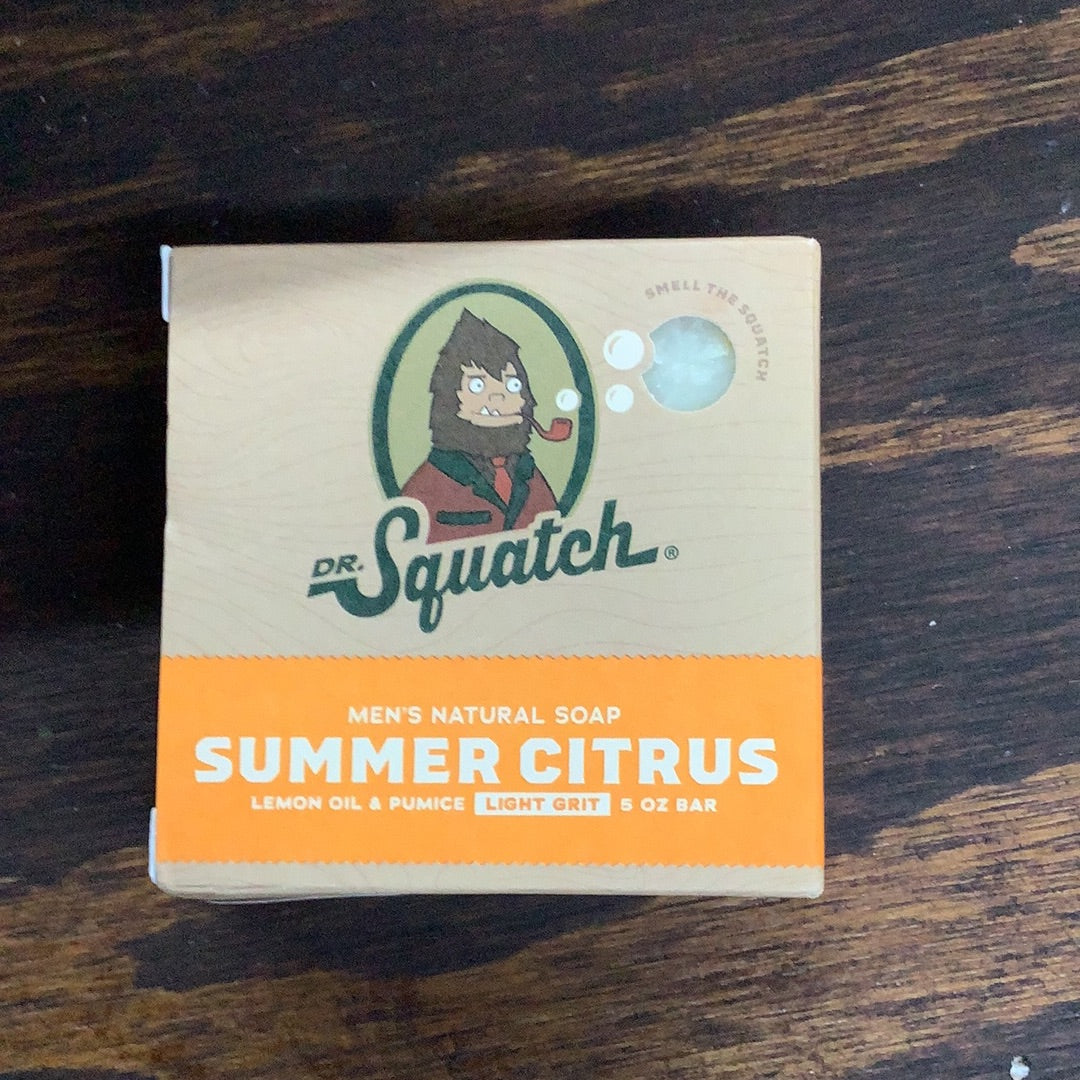 SMELL THE SQUATCH
DR. Squatch®
MEN'S NATURAL SOAP
SUMMER CITRUS
LEMON OIL & PUMICE LIGHT GRIT 5 OZ BAR